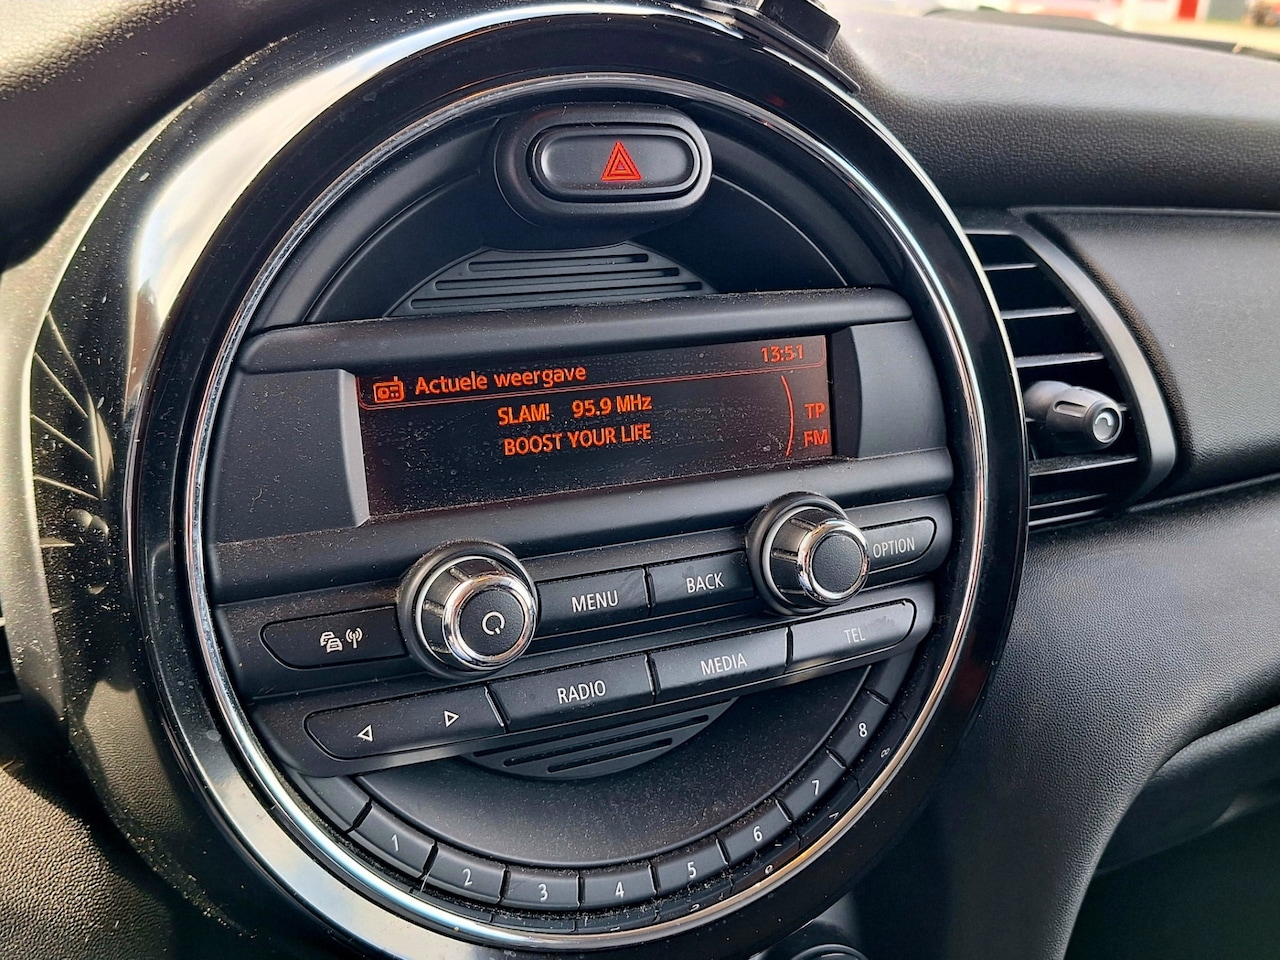 13:51
Actuele weergave
SLAM! 95.9 MHz
BOOST YOUR LIFE
TP
FM
OPTION
MENU
BACK
TEL
RADIO
MEDIA
1
2
3
4
5
6
7
8